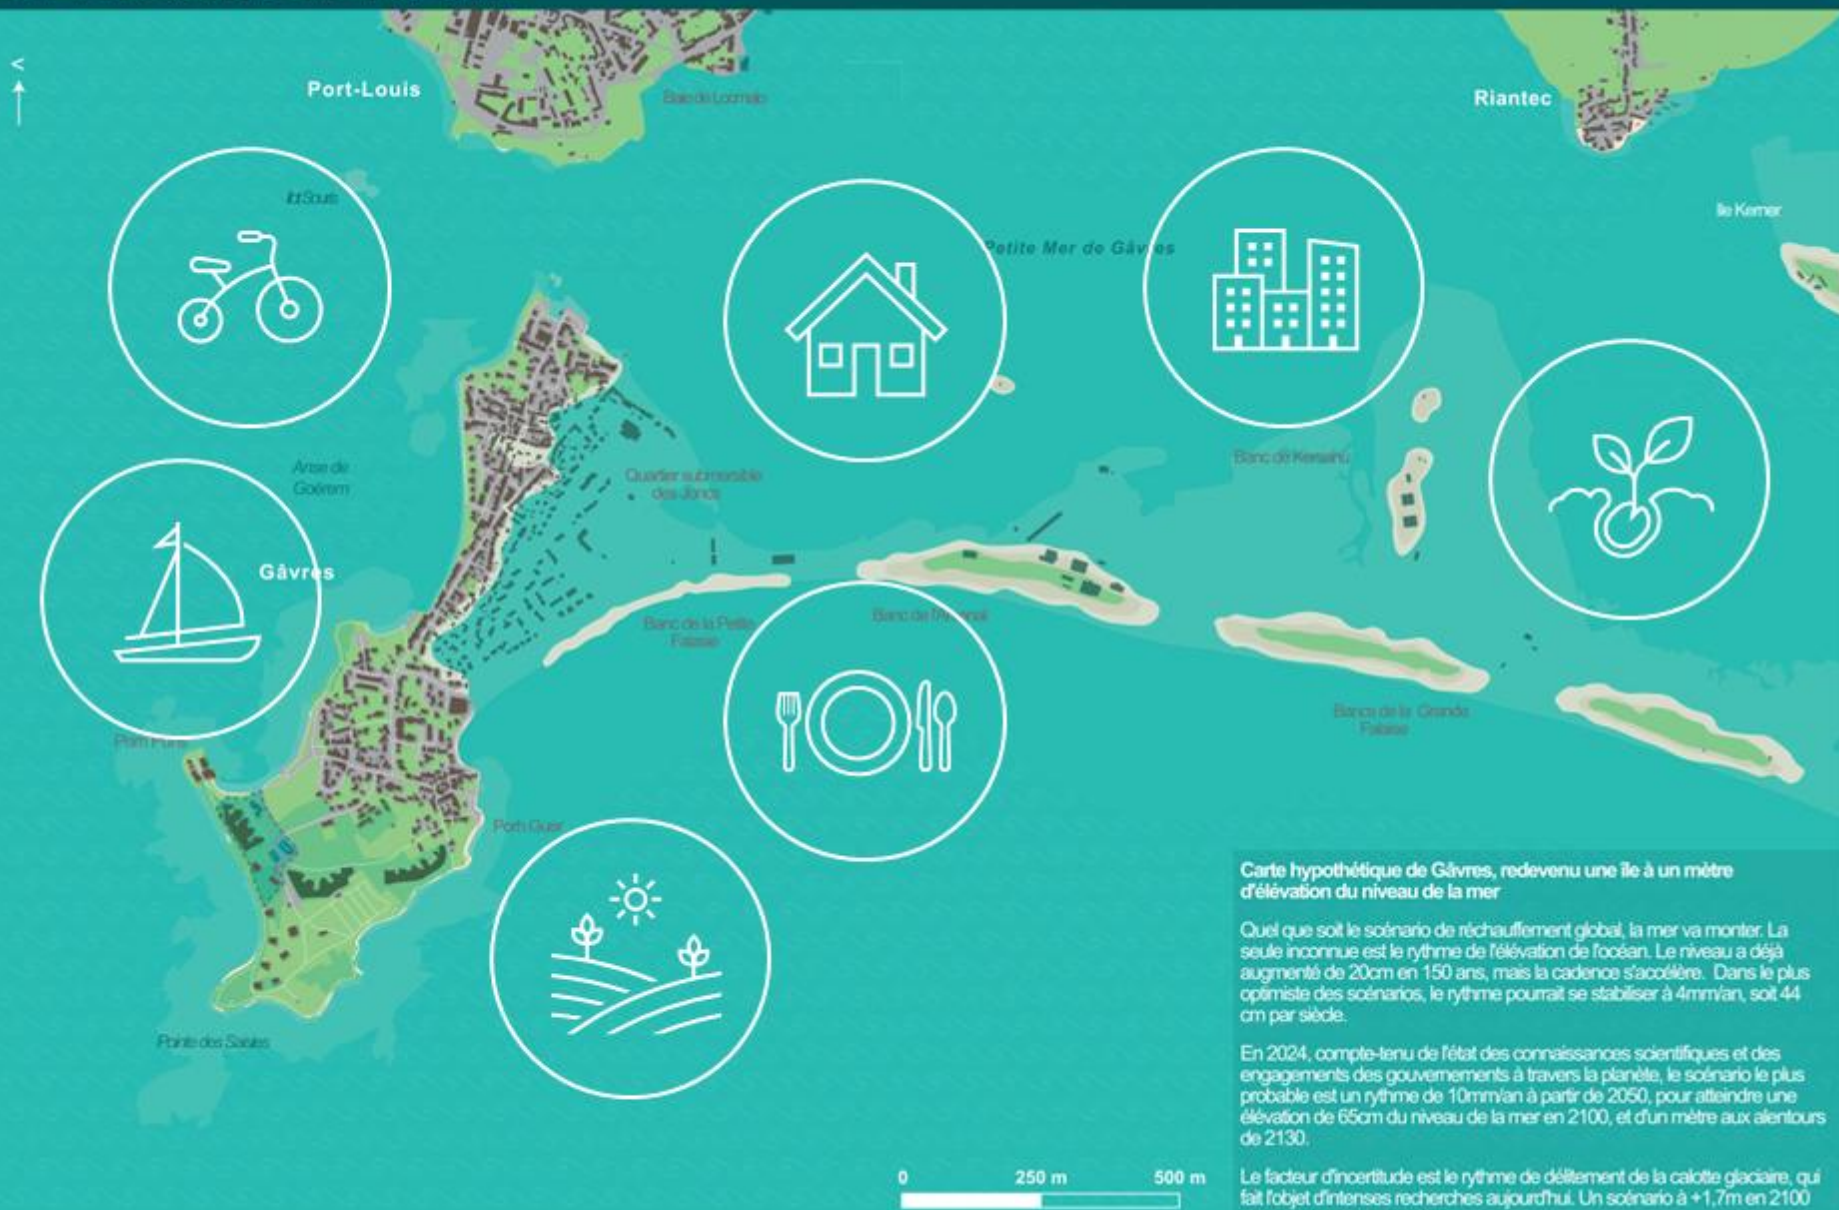 <
Port-Louis
Baie de Locmalo
Riantec
Ilot Souris
Ile Kerner
Petite Mer de Gâvres
Anse de
Goërem
Quartier submersible
des Joncs
Banc de Kersahu
Gâvres
Banc de la Petite
Falaise
Banc de l'Arsenal
Bancs de la Grande
Falaise
Porh Guer
Pointe des Saisies
Carte hypothétique de Gâvres, redevenu une île à un mètre
d'élévation du niveau de la mer
Quel que soit le scénario de réchauffement global, la mer va monter. La
seule inconnue est le rythme de l'élévation de l'océan. Le niveau a déjà
augmenté de 20cm en 150 ans, mais la cadence s'accélère. Dans le plus
optimiste des scénarios, le rythme pourrait se stabiliser à 4mm/an, soit 44
cm par siècle.
En 2024, compte-tenu de l'état des connaissances scientifiques et des
engagements des gouvernements à travers la planète, le scénario le plus
probable est un rythme de 10mm/an à partir de 2050, pour atteindre une
élévation de 65cm du niveau de la mer en 2100, et d'un mètre aux alentours
de 2130.
Le facteur d'incertitude est le rythme de délitement de la calotte glaciaire, qui
fait l'objet d'intenses recherches aujourd'hui. Un scénario à +1,7m en 2100
0 250 m 500 m